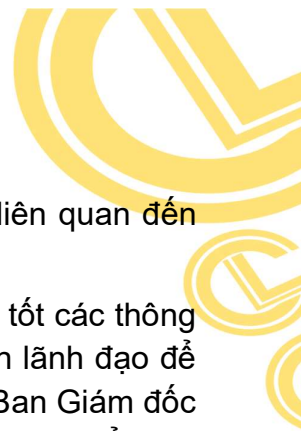 liên quan đến
tốt các thông
lãnh đạo để
Ban Giám đốc